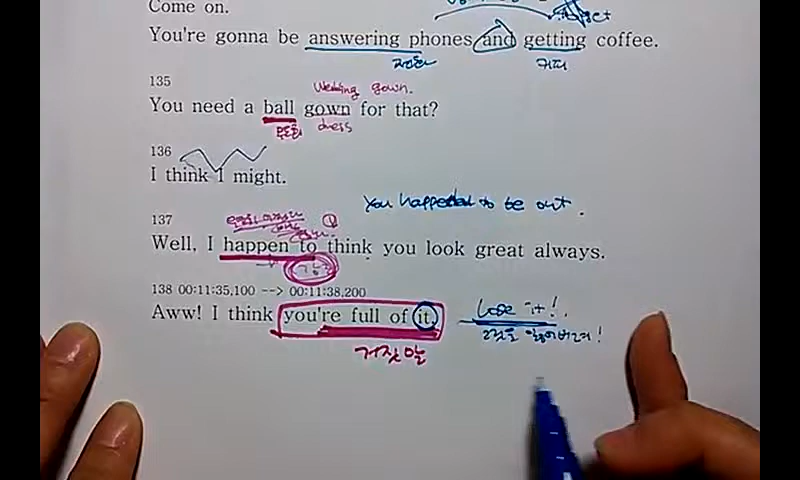 Come on.
You're gonna be answering phones and getting coffee.
커피
135
Wedding gown.
You need a ball gown for that?
dress
136
I think I might.
You happened to be out.
137
①
Well, I happen to think you look great always.
138 00:11:35,100 --> 00:11:38,200
Aww! I think you're full of it.
Lose it!
거짓말